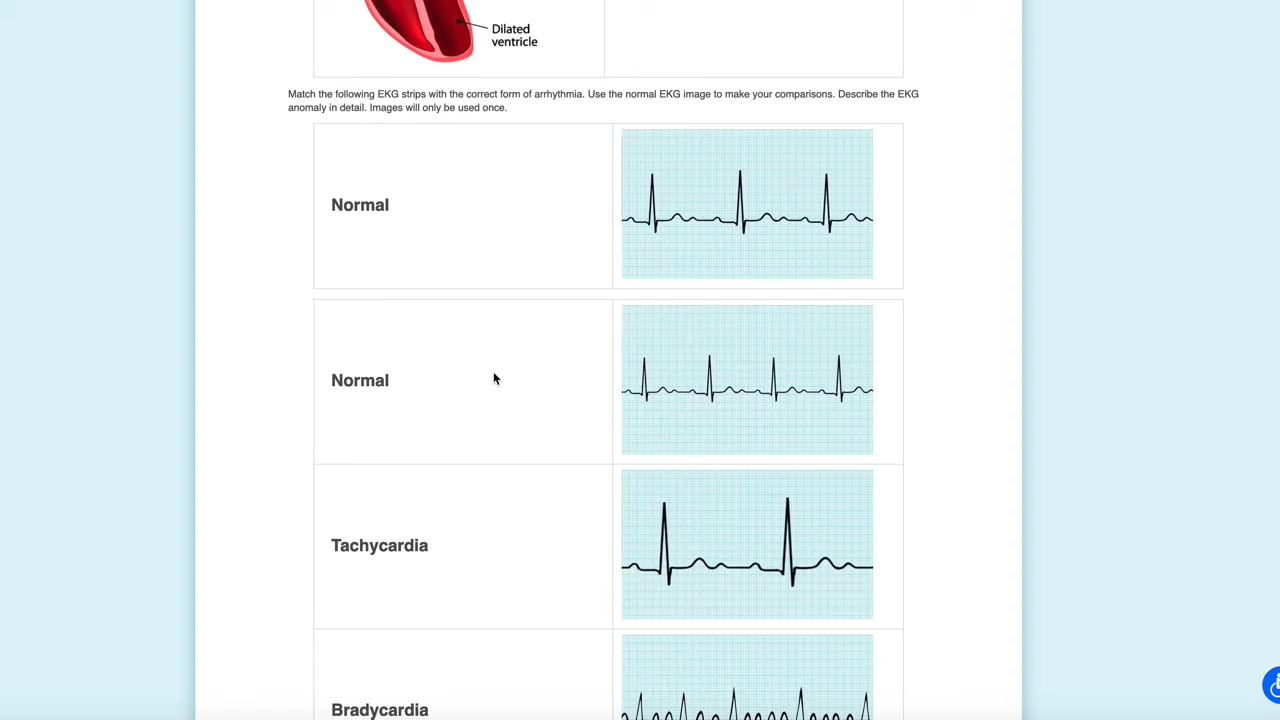 Dilated
ventricle
Match the following EKG strips with the correct form of arrhythmia. Use the normal EKG image to make your comparisons. Describe the EKG
anomaly in detail. Images will only be used once.
Normal
Normal
Tachycardia
Bradycardia